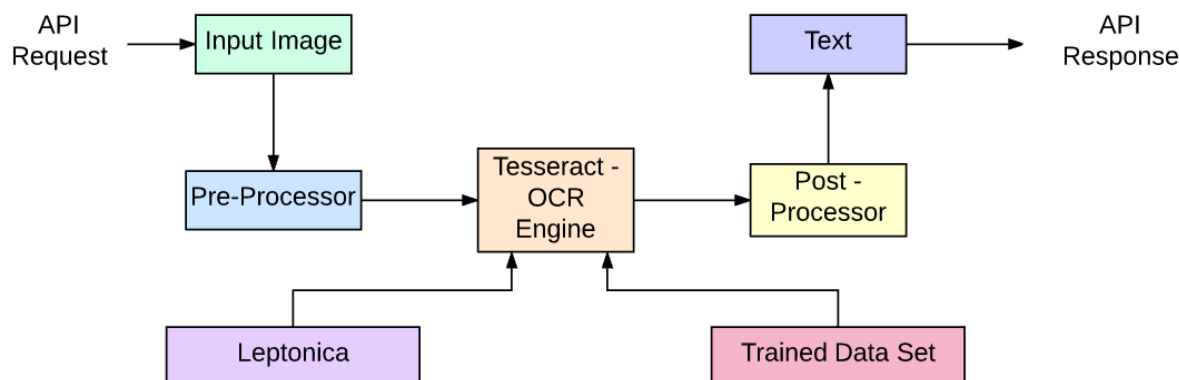 API
Request
Input Image
Text
API
Response
Pre-Processor
Tesseract -
OCR
Engine
Post -
Processor
Leptonica
Trained Data Set